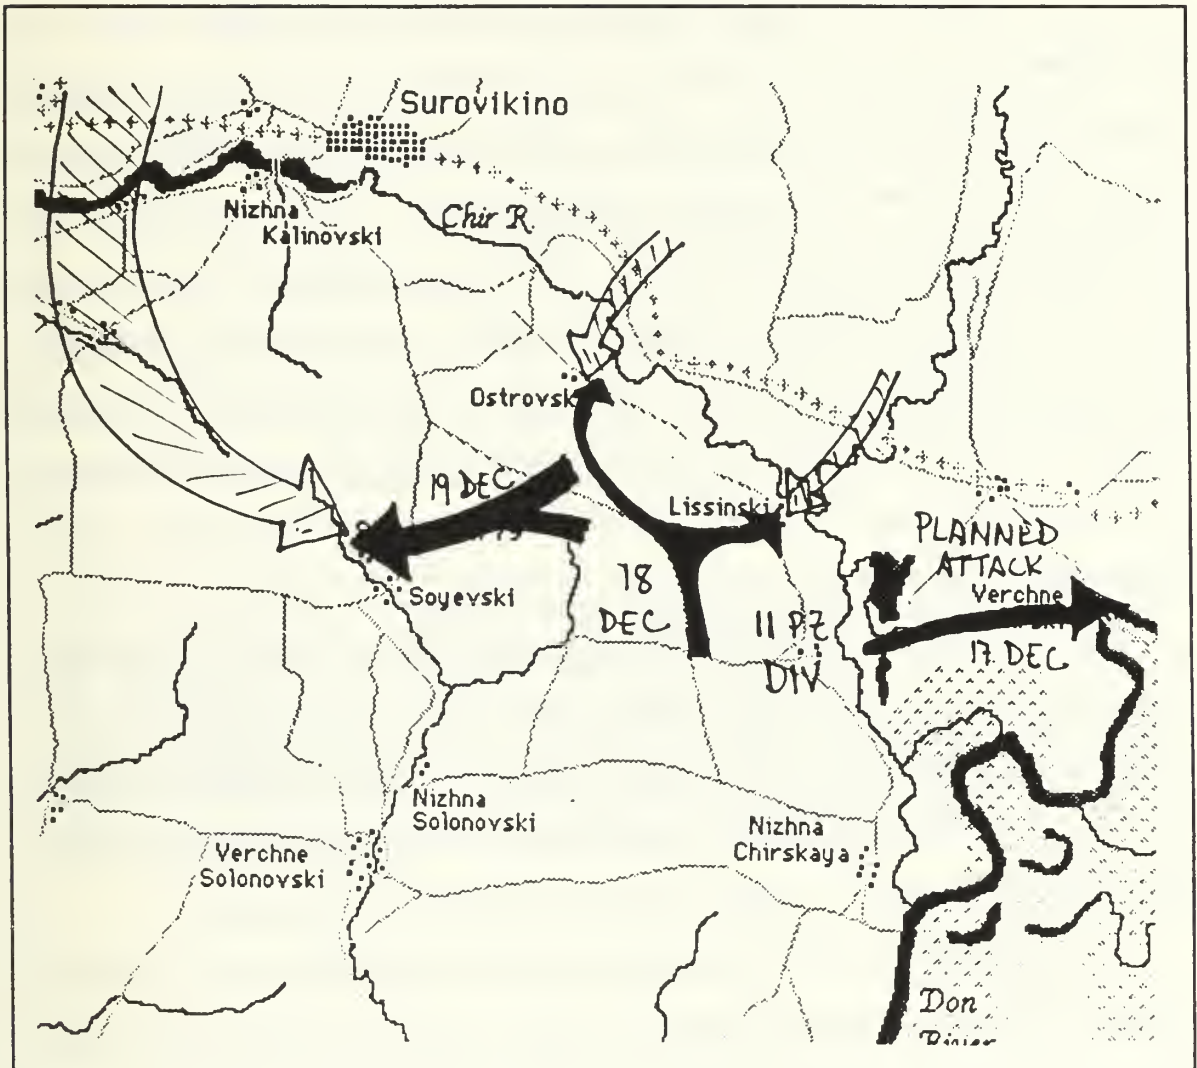 Surovikino
Nizhna
Kalinovski
Chir R.
Ostrovsk
19 DEC
Lissinski
PLANNED
ATTACK
Verchne
18
DEC
Soyevski
11 PZ
DIV
17 DEC
Nizhna
Solonovski
Nizhna
Chirskaya
Verchne
Solonovski
Don
River